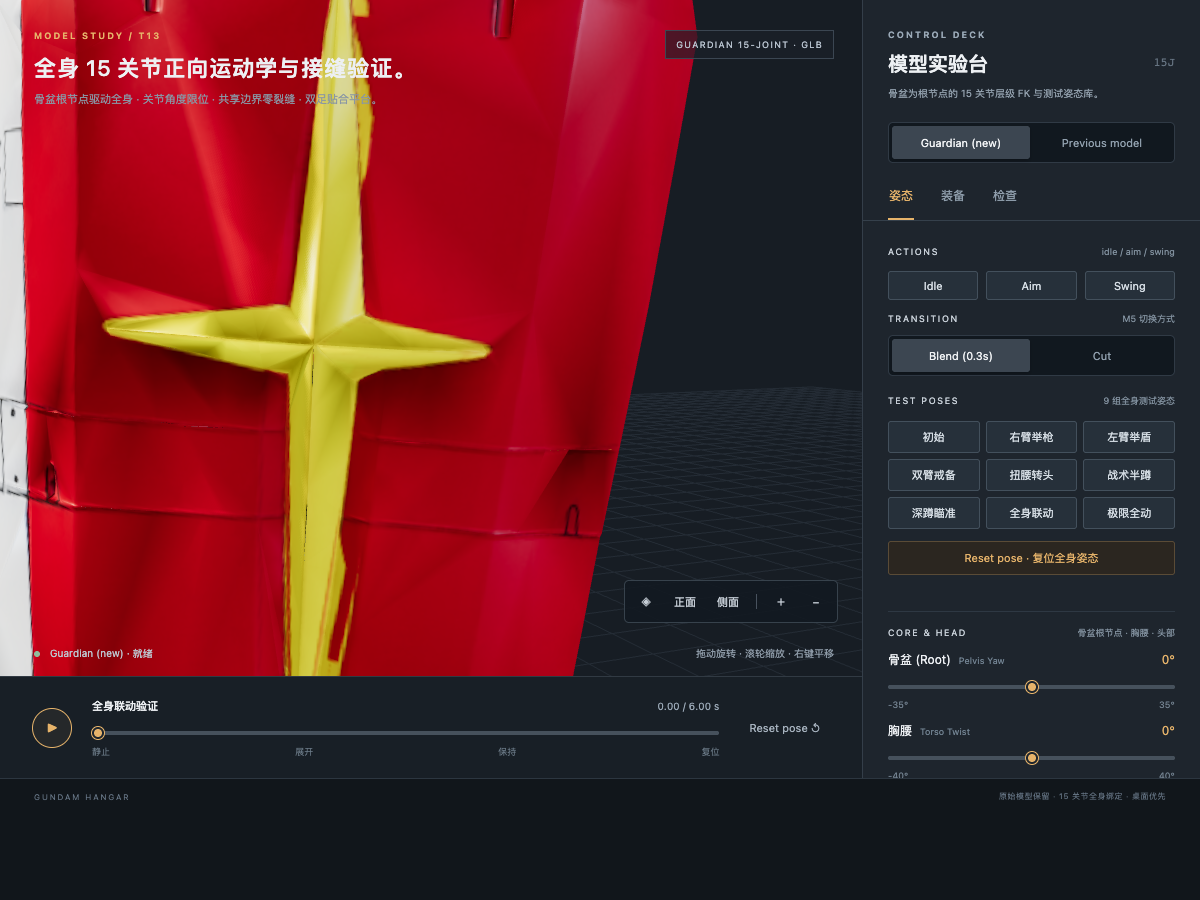 MODEL STUDY / T13
全身 15 关节正向运动学与接缝验证。
骨盆根节点驱动全身 · 关节角度限位 · 共享边界零裂缝 · 双足贴合平台。
GUARDIAN 15-JOINT · GLB
正面 侧面 + −
Guardian (new) · 就绪
拖动旋转 · 滚轮缩放 · 右键平移
全身联动验证
0.00 / 6.00 s
静止 展开 保持 复位
Reset pose
CONTROL DECK
模型实验台
15J
骨盆为根节点的 15 关节层级 FK 与测试姿态库。
Guardian (new) Previous model
姿态 装备 检查
ACTIONS
idle / aim / swing
Idle Aim Swing
TRANSITION
M5 切换方式
Blend (0.3s) Cut
TEST POSES
9 组全身测试姿态
初始 右臂举枪 左臂举盾
双臂戒备 扭腰转头 战术半蹲
深蹲瞄准 全身联动 极限全动
Reset pose · 复位全身姿态
CORE & HEAD
骨盆根节点 · 胸腰 · 头部
骨盆 (Root) Pelvis Yaw 0°
-35° 35°
胸腰 Torso Twist 0°
-40° 40°
GUNDAM HANGAR
原始模型保留 · 15 关节全身绑定 · 桌面优先